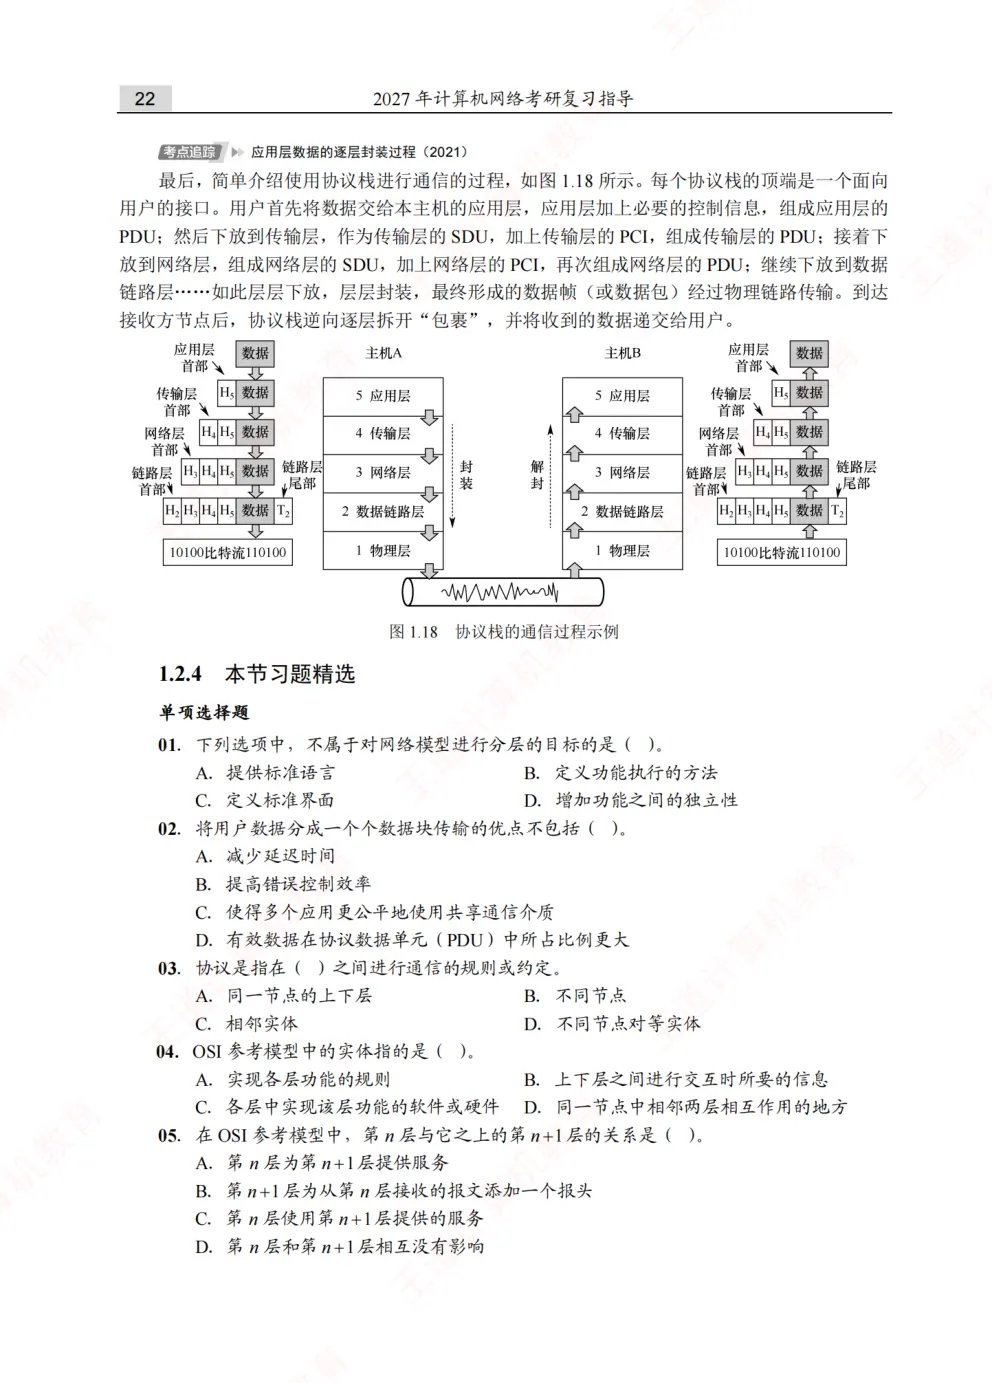 22
2027年计算机网络考研复习指导
考点追踪 应用层数据的逐层封装过程（2021）
最后，简单介绍使用协议栈进行通信的过程，如图 1.18 所示。每个协议栈的顶端是一个面向
用户的接口。用户首先将数据交给本主机的应用层，应用层加上必要的控制信息，组成应用层的
PDU；然后下放到传输层，作为传输层的 SDU，加上传输层的 PCI，组成传输层的 PDU；接着下
放到网络层，组成网络层的 SDU，加上网络层的 PCI，再次组成网络层的 PDU；继续下放到数据
链路层……如此层层下放，层层封装，最终形成的数据帧（或数据包）经过物理链路传输。到达
接收方节点后，协议栈逆向逐层拆开“包裹”，并将收到的数据递交给用户。
应用层首部 数据
传输层首部 H5 数据
网络层首部 H4 H5 数据
链路层首部 H3 H4 H5 数据 链路层尾部
H2 H3 H4 H5 数据 T2
10100比特流110100
主机A
5 应用层
4 传输层
3 网络层
2 数据链路层
1 物理层
封装
解封
主机B
5 应用层
4 传输层
3 网络层
2 数据链路层
1 物理层
应用层首部 数据
传输层首部 H5 数据
网络层首部 H4 H5 数据
链路层首部 H3 H4 H5 数据 链路层尾部
H2 H3 H4 H5 数据 T2
10100比特流110100
图 1.18 协议栈的通信过程示例
1.2.4 本节习题精选
单项选择题
01. 下列选项中，不属于对网络模型进行分层的目标的是（ ）。
A. 提供标准语言 B. 定义功能执行的方法
C. 定义标准界面 D. 增加功能之间的独立性
02. 将用户数据分成一个个数据块传输的优点不包括（ ）。
A. 减少延迟时间
B. 提高错误控制效率
C. 使得多个应用更公平地使用共享通信介质
D. 有效数据在协议数据单元（PDU）中所占比例更大
03. 协议是指在（ ）之间进行通信的规则或约定。
A. 同一节点的上下层 B. 不同节点
C. 相邻实体 D. 不同节点对等实体
04. OSI 参考模型中的实体指的是（ ）。
A. 实现各层功能的规则 B. 上下层之间进行交互时所要的信息
C. 各层中实现该层功能的软件或硬件 D. 同一节点中相邻两层相互作用的地方
05. 在 OSI 参考模型中，第 n 层与它之上的第 n+1 层的关系是（ ）。
A. 第 n 层为第 n+1 层提供服务
B. 第 n+1 层为从第 n 层接收的报文添加一个报头
C. 第 n 层使用第 n+1 层提供的服务
D. 第 n 层和第 n+1 层相互没有影响
王道计算机教育